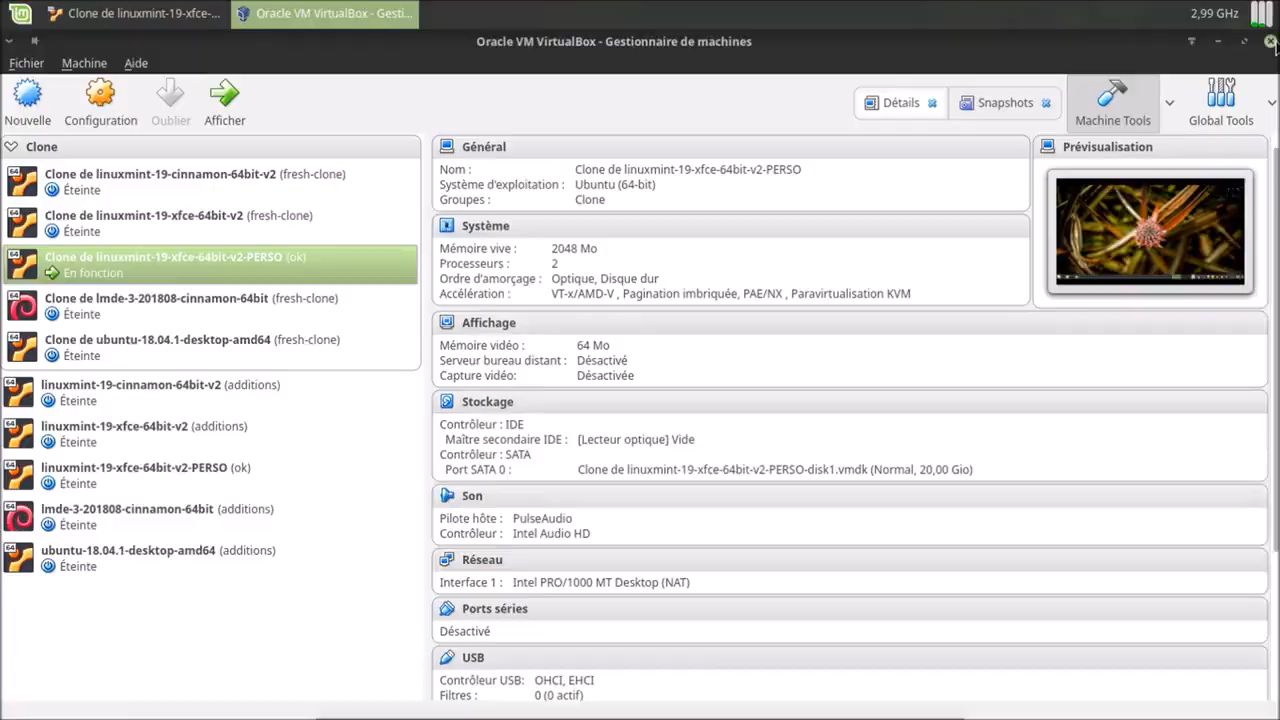 Clone de linuxmint-19-xfce-...
Oracle VM VirtualBox - Gesti...
2,99 GHz
Oracle VM VirtualBox - Gestionnaire de machines
Fichier Machine Aide
Nouvelle Configuration Oublier Afficher
Détails Snapshots Machine Tools Global Tools
Clone
64
Clone de linuxmint-19-cinnamon-64bit-v2 (fresh-clone)
Éteinte
64
Clone de linuxmint-19-xfce-64bit-v2 (fresh-clone)
Éteinte
64
Clone de linuxmint-19-xfce-64bit-v2-PERSO (ok)
En fonction
64
Clone de lmde-3-201808-cinnamon-64bit (fresh-clone)
Éteinte
64
Clone de ubuntu-18.04.1-desktop-amd64 (fresh-clone)
Éteinte
64
linuxmint-19-cinnamon-64bit-v2 (additions)
Éteinte
64
linuxmint-19-xfce-64bit-v2 (additions)
Éteinte
64
linuxmint-19-xfce-64bit-v2-PERSO (ok)
Éteinte
64
lmde-3-201808-cinnamon-64bit (additions)
Éteinte
64
ubuntu-18.04.1-desktop-amd64 (additions)
Éteinte
Général
Nom : Clone de linuxmint-19-xfce-64bit-v2-PERSO
Système d'exploitation : Ubuntu (64-bit)
Groupes : Clone
Prévisualisation
Système
Mémoire vive : 2048 Mo
Processeurs : 2
Ordre d'amorçage : Optique, Disque dur
Accélération : VT-x/AMD-V , Pagination imbriquée, PAE/NX , Paravirtualisation KVM
Affichage
Mémoire vidéo : 64 Mo
Serveur bureau distant : Désactivé
Capture vidéo: Désactivée
Stockage
Contrôleur : IDE
Maître secondaire IDE : [Lecteur optique] Vide
Contrôleur : SATA
Port SATA 0 : Clone de linuxmint-19-xfce-64bit-v2-PERSO-disk1.vmdk (Normal, 20,00 Gio)
Son
Pilote hôte : PulseAudio
Contrôleur : Intel Audio HD
Réseau
Interface 1 : Intel PRO/1000 MT Desktop (NAT)
Ports séries
Désactivé
USB
Contrôleur USB: OHCI, EHCI
Filtres : 0 (0 actif)